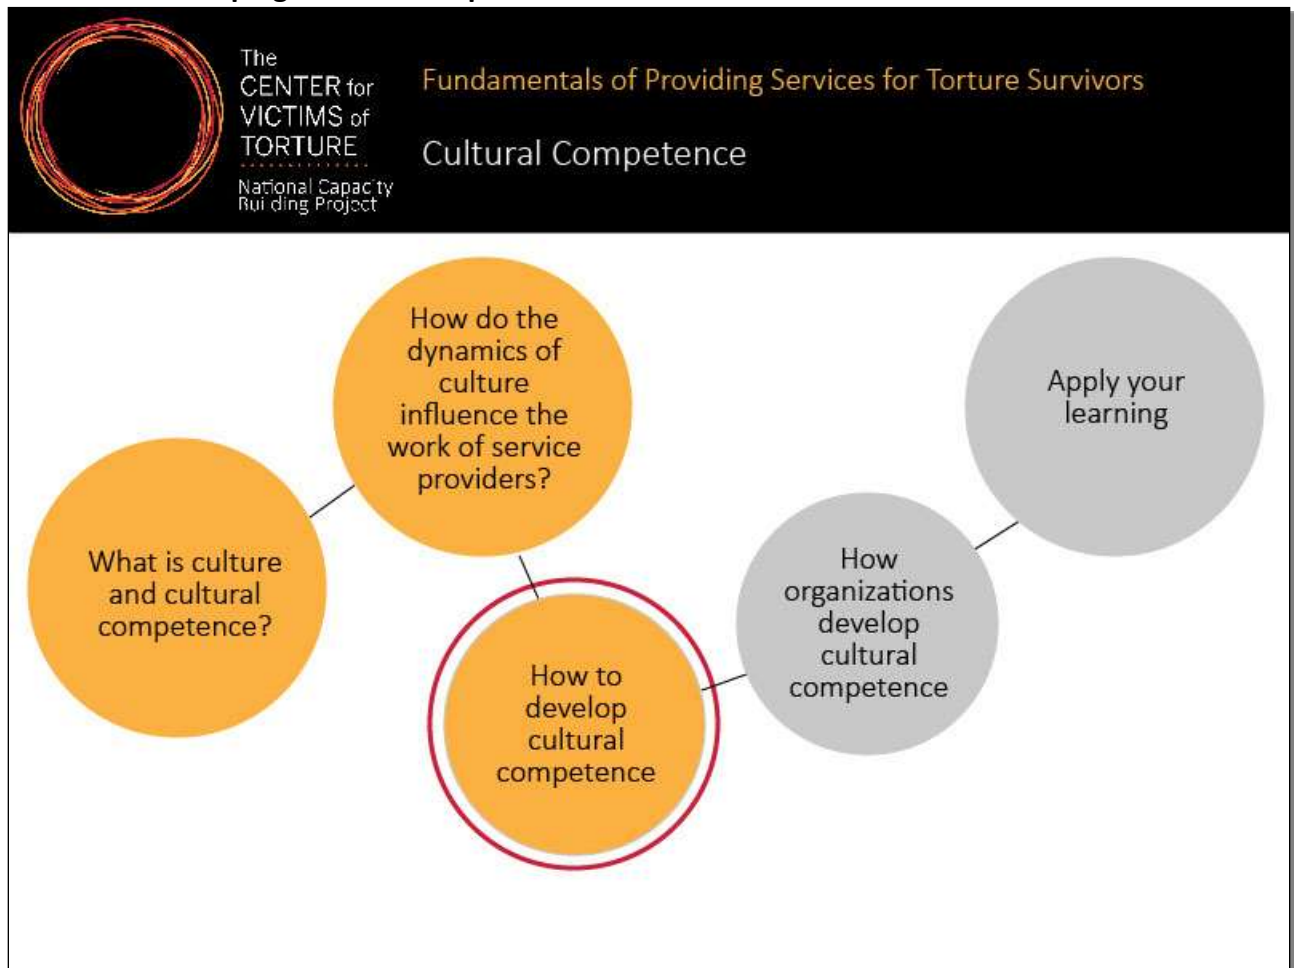 The
CENTER for
VICTIMS of
TORTURE
National Capacity
Building Project
Fundamentals of Providing Services for Torture Survivors
Cultural Competence
What is culture
and cultural
competence?
How do the
dynamics of
culture
influence the
work of service
providers?
How to
develop
cultural
competence
How
organizations
develop
cultural
competence
Apply your
learning